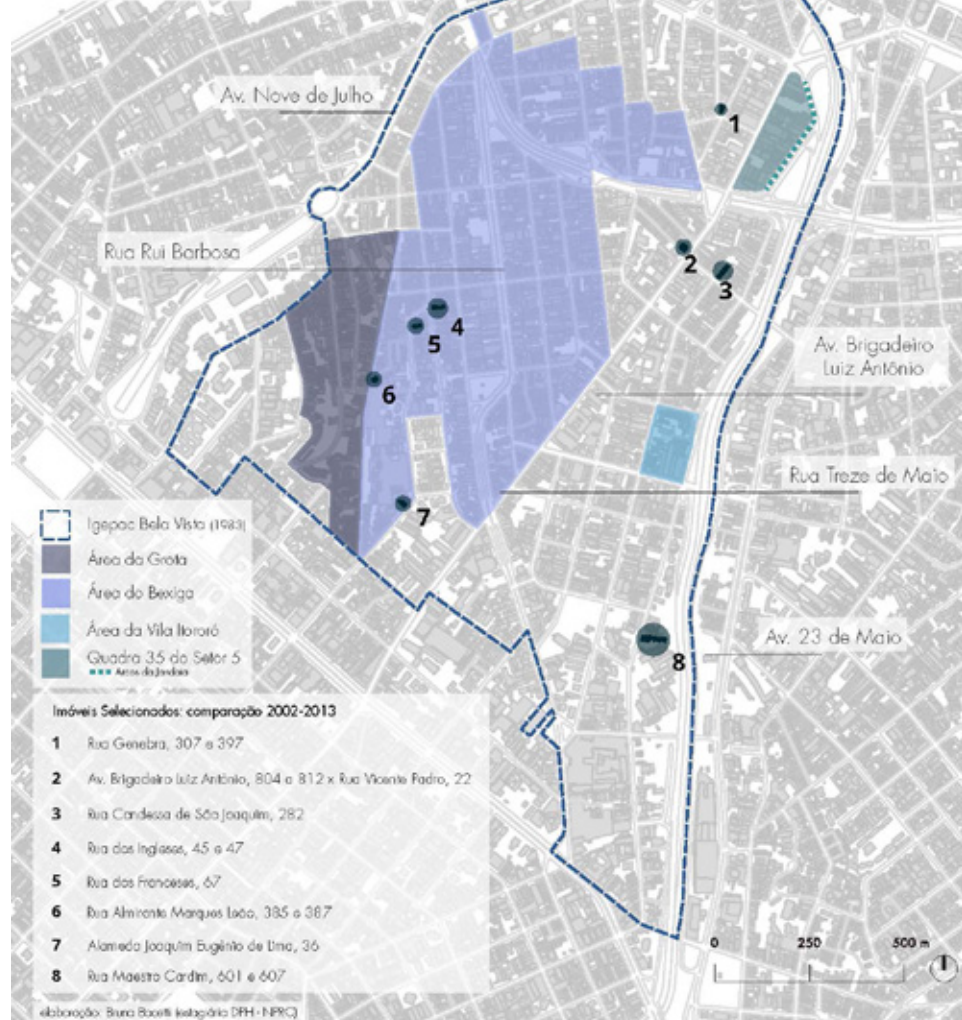 Av. Nove de Julho
1
Rua Rui Barbosa
2
3
4
5
Av. Brigadeiro
Luiz Antônio
6
Rua Treze de Maio
7
Av. 23 de Maio
8
Igepac Bela Vista (1983)
Área da Grota
Área do Bexiga
Área da Vila Itororó
Quadra 35 do Setor 5
Arcos da Jandaia
Imóveis Selecionados: comparação 2002-2013
1 Rua Genebra, 307 e 397
2 Av. Brigadeiro Luiz Antônio, 804 a 812 x Rua Vicente Padro, 22
3 Rua Condessa de São Joaquim, 282
4 Rua dos Ingleses, 45 e 47
5 Rua dos Franceses, 67
6 Rua Almirante Marques Leão, 385 e 387
7 Alameda Joaquim Eugênio de Lima, 36
8 Rua Maestro Cardim, 601 e 607
0 250 500 m
elaboração: Bruna Bacetti (estagiária DPH - NPRC)